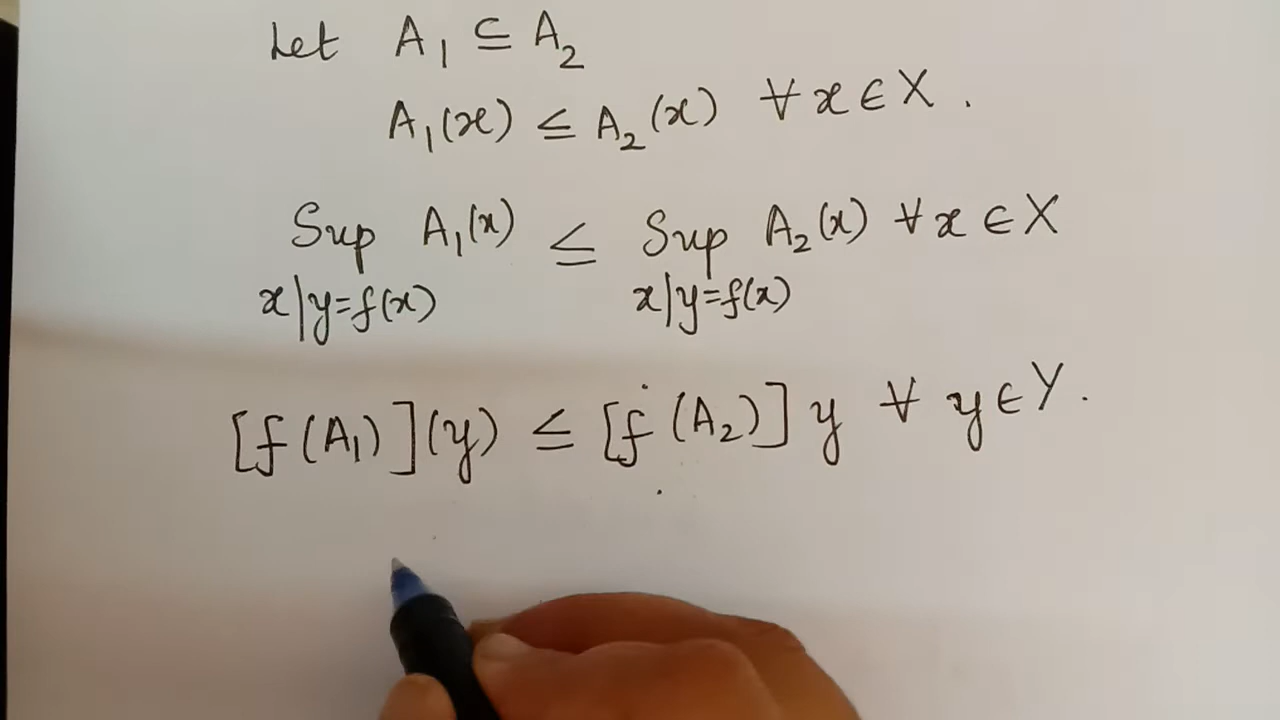 Let A₁ ⊆ A₂
A₁(x) ≤ A₂(x) ∀ x ∈ X .
Sup A₁(x) ≤ Sup A₂(x) ∀ x ∈ X
x|y=f(x) x|y=f(x)
[f(A₁)](y) ≤ [f(A₂)] y ∀ y ∈ Y .